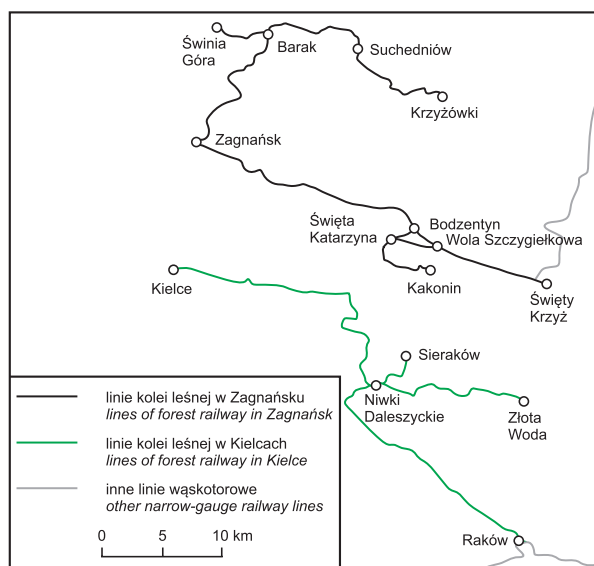 Świnia
Góra
Barak
Suchedniów
Krzyżówki
Zagnańsk
Święta
Katarzyna
Bodzentyn
Wola Szczygiełkowa
Kielce
Kakonin
Święty
Krzyż
Sieraków
Niwki
Daleszyckie
Złota
Woda
Raków
linie kolei leśnej w Zagnańsku
lines of forest railway in Zagnańsk
linie kolei leśnej w Kielcach
lines of forest railway in Kielce
inne linie wąskotorowe
other narrow-gauge railway lines
0 5 10 km